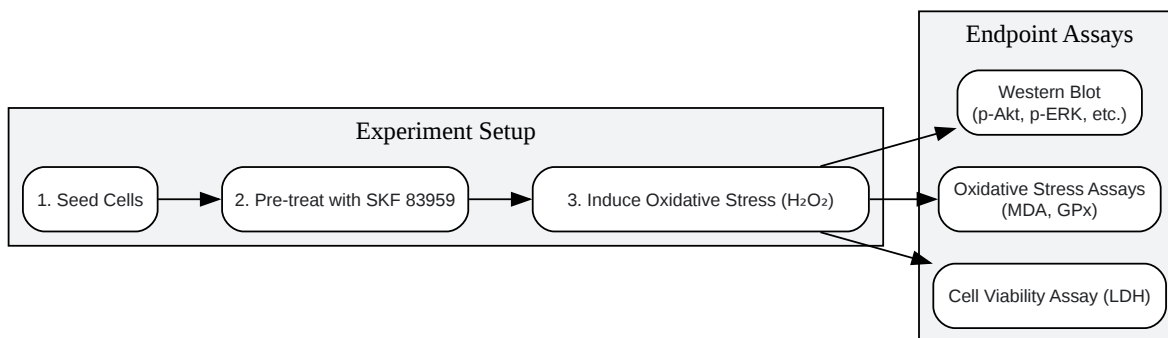 Experiment Setup
1. Seed Cells
2. Pre-treat with SKF 83959
3. Induce Oxidative Stress (H₂O₂)
Endpoint Assays
Western Blot
(p-Akt, p-ERK, etc.)
Oxidative Stress Assays
(MDA, GPx)
Cell Viability Assay (LDH)